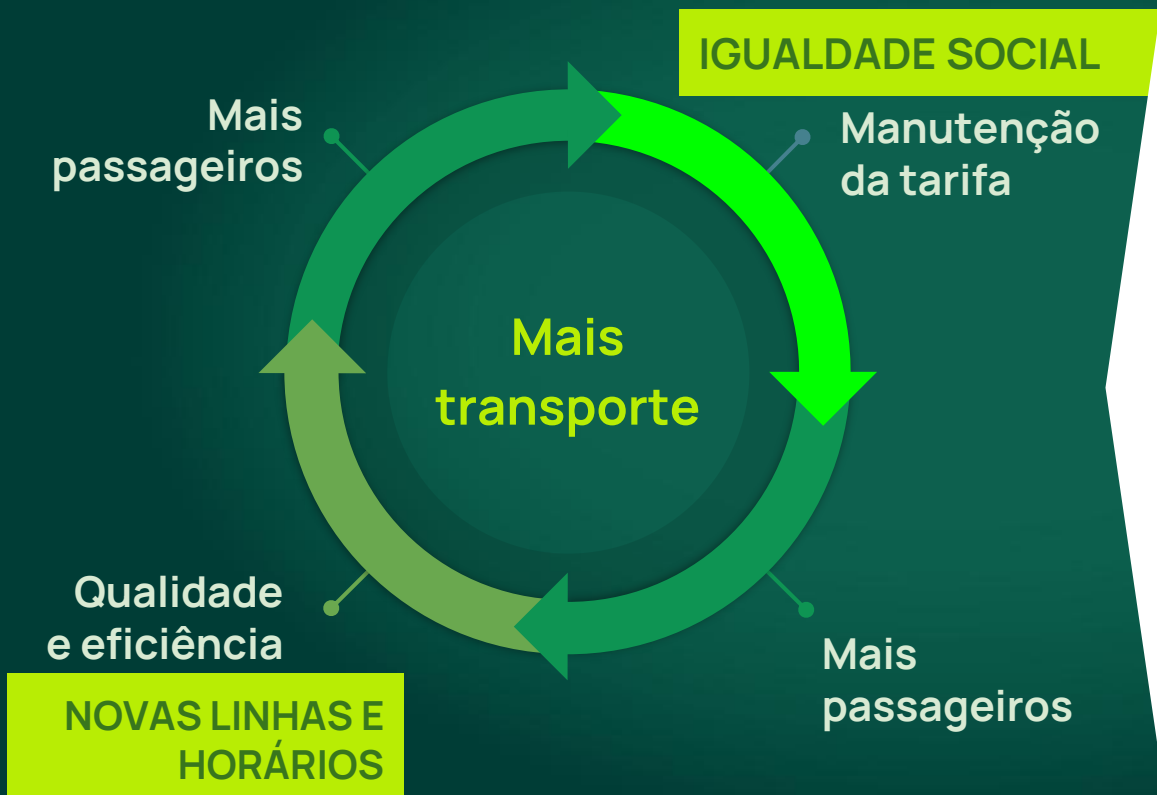 IGUALDADE SOCIAL
Mais
passageiros
Manutenção
da tarifa
Mais
transporte
Qualidade
e eficiência
NOVAS LINHAS E
HORÁRIOS
Mais
passageiros